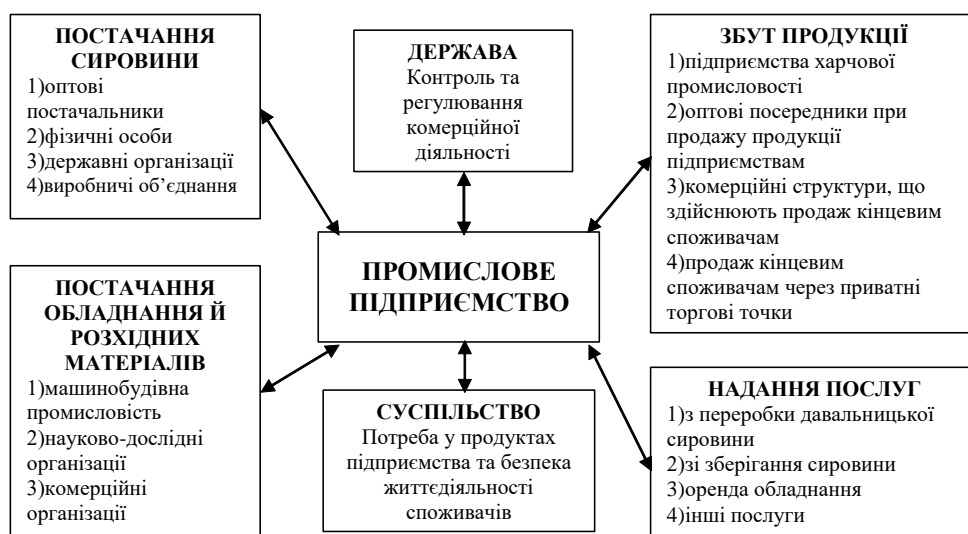 ПОСТАЧАННЯ
СИРОВИНИ
1)оптові
постачальники
2)фізичні особи
3)державні організації
4)виробничі об’єднання
ДЕРЖАВА
Контроль та
регулювання
комерційної
діяльності
ЗБУТ ПРОДУКЦІЇ
1)підприємства харчової
промисловості
2)оптові посередники при
продажу продукції
підприємствам
3)комерційні структури, що
здійснюють продаж кінцевим
споживачам
4)продаж кінцевим
споживачам через приватні
торгові точки
ПРОМИСЛОВЕ
ПІДПРИЄМСТВО
ПОСТАЧАННЯ
ОБЛАДНАННЯ Й
РОЗХІДНИХ
МАТЕРІАЛІВ
1)машинобудівна
промисловість
2)науково-дослідні
організації
3)комерційні
організації
СУСПІЛЬСТВО
Потреба у продуктах
підприємства та безпека
життєдіяльності
споживачів
НАДАННЯ ПОСЛУГ
1)з переробки давальницької
сировини
2)зі зберігання сировини
3)оренда обладнання
4)інші послуги